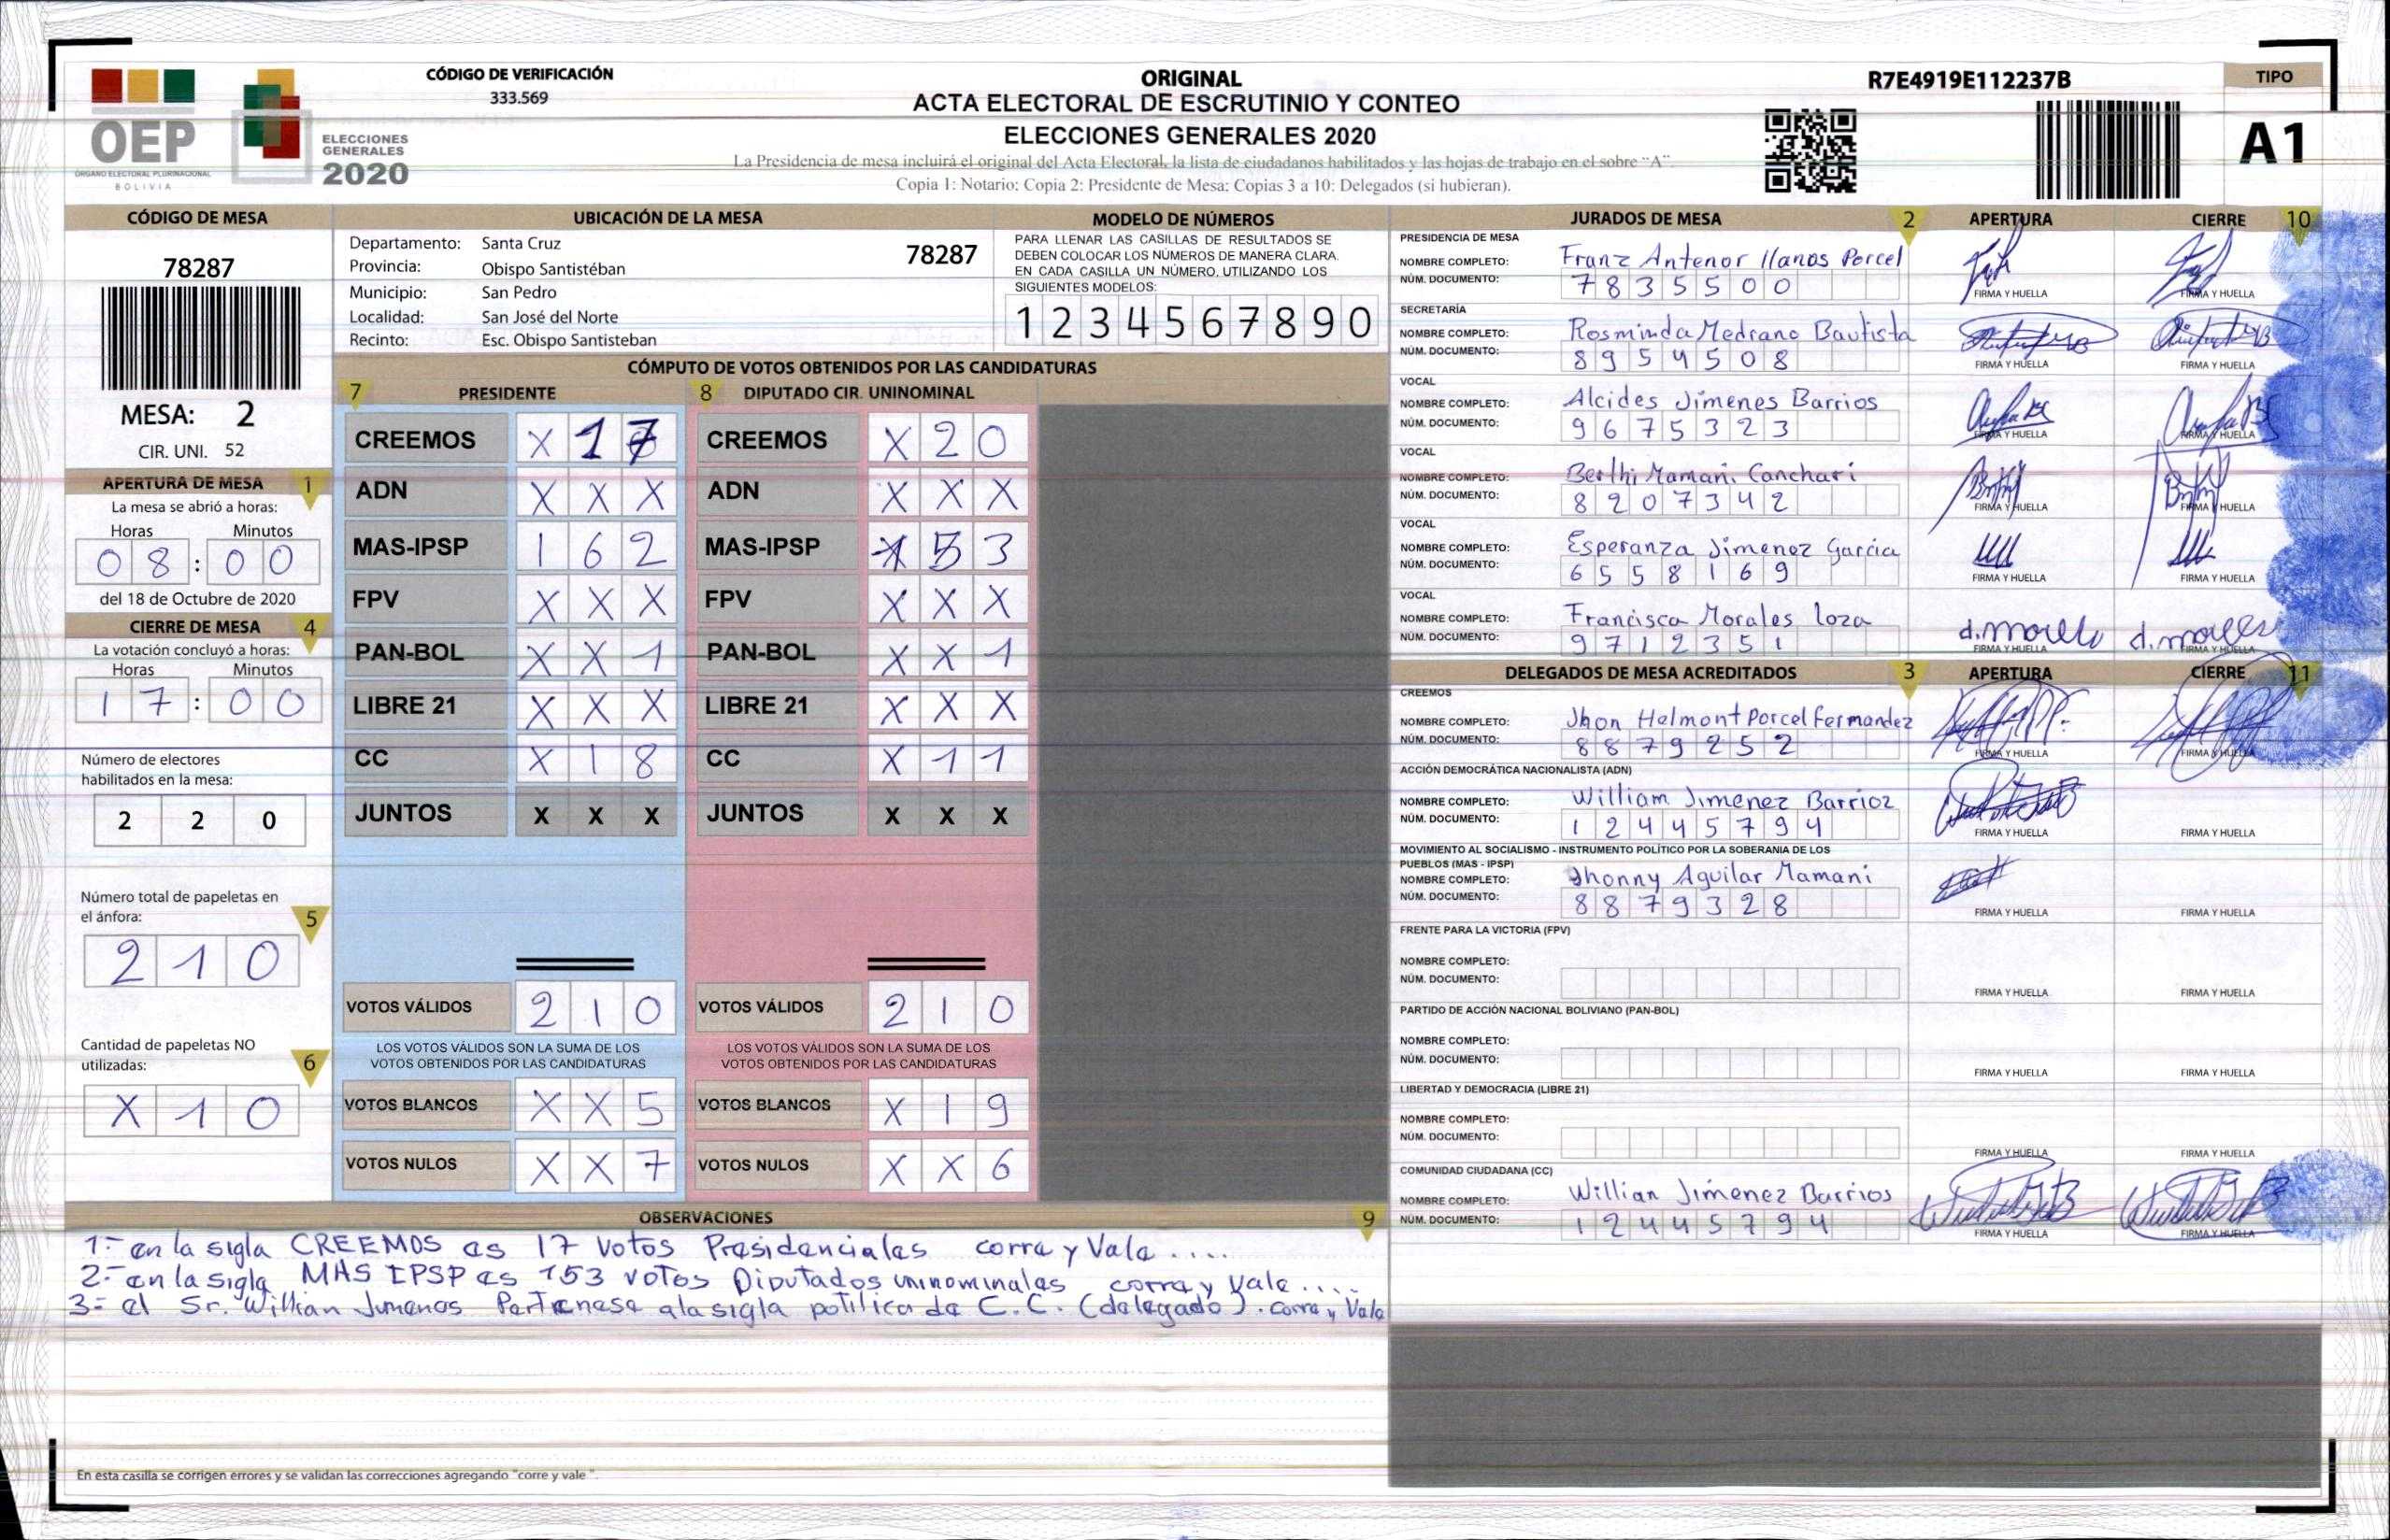 OEP
ÓRGANO ELECTORAL PLURINACIONAL
BOLIVIA
ELECCIONES
GENERALES
2020
CÓDIGO DE VERIFICACIÓN
333.569
ORIGINAL
ACTA ELECTORAL DE ESCRUTINIO Y CONTEO
ELECCIONES GENERALES 2020
La Presidencia de mesa incluirá el original del Acta Electoral, la lista de ciudadanos habilitados y las hojas de trabajo en el sobre "A".
Copia 1: Notario; Copia 2: Presidente de Mesa; Copias 3 a 10: Delegados (si hubieran).
R7E4919E112237B
TIPO
A1
CÓDIGO DE MESA
78287
MESA: 2
CIR. UNI. 52
APERTURA DE MESA 1
La mesa se abrió a horas:
Horas Minutos
08:00
del 18 de Octubre de 2020
CIERRE DE MESA 4
La votación concluyó a horas:
Horas Minutos
17:00
Número de electores
habilitados en la mesa:
2 2 0
Número total de papeletas en
el ánfora: 5
2 1 0
Cantidad de papeletas NO
utilizadas: 6
X 1 0
UBICACIÓN DE LA MESA
Departamento: Santa Cruz 78287
Provincia: Obispo Santistéban
Municipio: San Pedro
Localidad: San José del Norte
Recinto: Esc. Obispo Santisteban
MODELO DE NÚMEROS
PARA LLENAR LAS CASILLAS DE RESULTADOS SE
DEBEN COLOCAR LOS NÚMEROS DE MANERA CLARA.
EN CADA CASILLA UN NÚMERO, UTILIZANDO LOS
SIGUIENTES MODELOS:
1 2 3 4 5 6 7 8 9 0
CÓMPUTO DE VOTOS OBTENIDOS POR LAS CANDIDATURAS
7 PRESIDENTE 8 DIPUTADO CIR. UNINOMINAL
CREEMOS X 1 7 CREEMOS X 2 0
ADN X X X ADN X X X
MAS-IPSP 1 6 2 MAS-IPSP 1 5 3
FPV X X X FPV X X X
PAN-BOL X X 1 PAN-BOL X X 1
LIBRE 21 X X X LIBRE 21 X X X
CC X 1 8 CC X 1 1
JUNTOS X X X JUNTOS X X X
VOTOS VÁLIDOS 2 1 0 VOTOS VÁLIDOS 2 1 0
LOS VOTOS VÁLIDOS SON LA SUMA DE LOS LOS VOTOS VÁLIDOS SON LA SUMA DE LOS
VOTOS OBTENIDOS POR LAS CANDIDATURAS VOTOS OBTENIDOS POR LAS CANDIDATURAS
VOTOS BLANCOS X X 5 VOTOS BLANCOS X 1 9
VOTOS NULOS X X 7 VOTOS NULOS X X 6
JURADOS DE MESA 2 APERTURA CIERRE 10
PRESIDENCIA DE MESA
NOMBRE COMPLETO: Franz Antenor llanos Porcel
NÚM. DOCUMENTO: 7835500 FIRMA Y HUELLA FIRMA Y HUELLA
SECRETARÍA
NOMBRE COMPLETO: Rosminda Medrano Bautista
NÚM. DOCUMENTO: 8954508 FIRMA Y HUELLA FIRMA Y HUELLA
VOCAL
NOMBRE COMPLETO: Alcides Jimenes Barrios
NÚM. DOCUMENTO: 9675323 FIRMA Y HUELLA FIRMA Y HUELLA
VOCAL
NOMBRE COMPLETO: Berthi Mamani Canchari
NÚM. DOCUMENTO: 8207342 FIRMA Y HUELLA FIRMA Y HUELLA
VOCAL
NOMBRE COMPLETO: Esperanza Jimenez Garcia
NÚM. DOCUMENTO: 6558169 FIRMA Y HUELLA FIRMA Y HUELLA
VOCAL
NOMBRE COMPLETO: Francisca Morales loza
NÚM. DOCUMENTO: 9712351 FIRMA Y HUELLA FIRMA Y HUELLA
DELEGADOS DE MESA ACREDITADOS 3 APERTURA CIERRE 11
CREEMOS
NOMBRE COMPLETO: Jhon Helmont Porcel Fermandez
NÚM. DOCUMENTO: 8879252 FIRMA Y HUELLA FIRMA Y HUELLA
ACCIÓN DEMOCRÁTICA NACIONALISTA (ADN)
NOMBRE COMPLETO: William Jimenez Barrioz
NÚM. DOCUMENTO: 12445794 FIRMA Y HUELLA FIRMA Y HUELLA
MOVIMIENTO AL SOCIALISMO - INSTRUMENTO POLÍTICO POR LA SOBERANIA DE LOS
PUEBLOS (MAS - IPSP)
NOMBRE COMPLETO: Jhonny Aguilar Mamani
NÚM. DOCUMENTO: 8879328 FIRMA Y HUELLA FIRMA Y HUELLA
FRENTE PARA LA VICTORIA (FPV)
NOMBRE COMPLETO:
NÚM. DOCUMENTO: FIRMA Y HUELLA FIRMA Y HUELLA
PARTIDO DE ACCIÓN NACIONAL BOLIVIANO (PAN-BOL)
NOMBRE COMPLETO:
NÚM. DOCUMENTO: FIRMA Y HUELLA FIRMA Y HUELLA
LIBERTAD Y DEMOCRACIA (LIBRE 21)
NOMBRE COMPLETO:
NÚM. DOCUMENTO: FIRMA Y HUELLA FIRMA Y HUELLA
COMUNIDAD CIUDADANA (CC)
NOMBRE COMPLETO: Willian Jimenez Barrios
NÚM. DOCUMENTO: 12445794 FIRMA Y HUELLA FIRMA Y HUELLA
OBSERVACIONES 9
1- en la sigla CREEMOS es 17 votos Presidenciales corre y Vale ....
2- en la sigla MAS IPSP es 153 votos Diputados uninominales corre y Vale ....
3- el Sr. Willian Jimenos Partenese a la sigla politica de C.C. (delegado). corre y Vale
En esta casilla se corrigen errores y se validan las correcciones agregando "corre y vale".